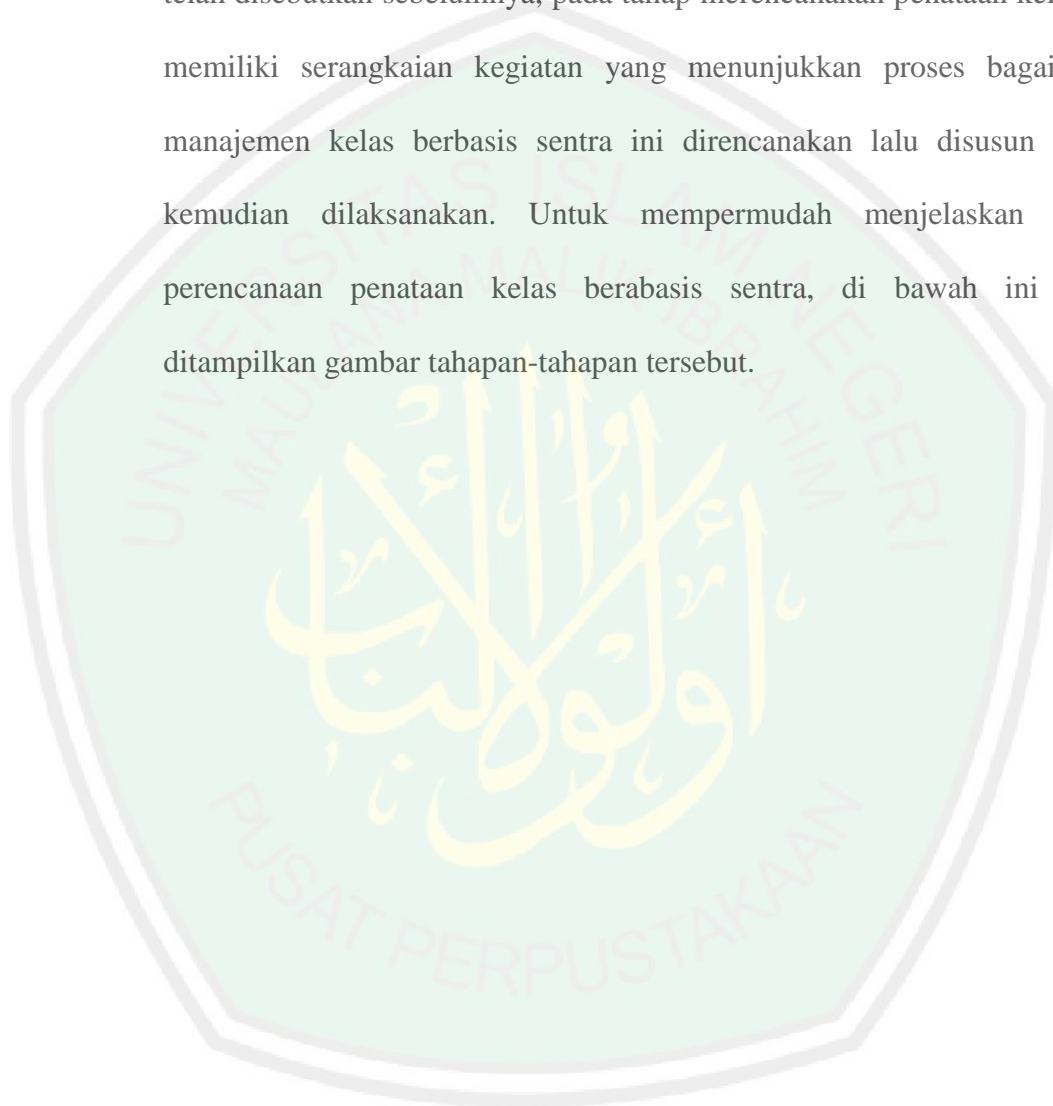 telah disebutkan sebelumnya, pada tahap merencanakan penataan
memiliki serangkaian kegiatan yang menunjukkan proses
manajemen kelas berbasis sentra ini direncanakan lalu disusun
kemudian dilaksanakan. Untuk mempermudah menjelaskan
perencanaan penataan kelas berabasis sentra, di bawah ini
ditampilkan gambar tahapan-tahapan tersebut.
UNIVERSITAS ISLAM NEGERI
MAULANA MALIK IBRAHIM
أولوا الألباب
PUSAT PERPUSTAKAAN